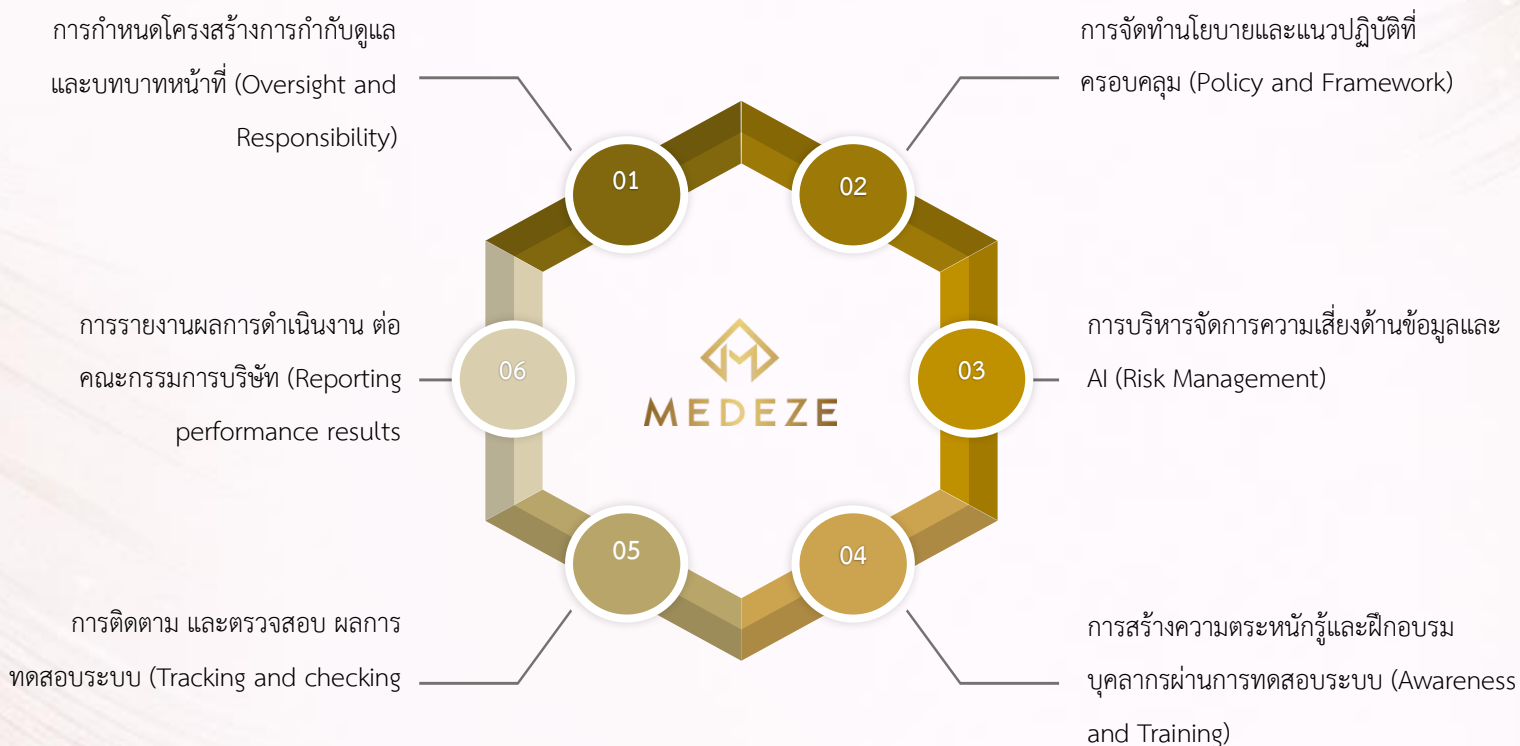 การกำหนดโครงสร้างการกำกับดูแล
และบทบาทหน้าที่ (Oversight and
Responsibility)
01
การจัดทำนโยบายและแนวปฏิบัติที่
ครอบคลุม (Policy and Framework)
02
การบริหารจัดการความเสี่ยงด้านข้อมูลและ
AI (Risk Management)
03
การสร้างความตระหนักรู้และฝึกอบรม
บุคลากรผ่านการทดสอบระบบ (Awareness
and Training)
04
การติดตาม และตรวจสอบ ผลการ
ทดสอบระบบ (Tracking and checking
05
การรายงานผลการดำเนินงาน ต่อ
คณะกรรมการบริษัท (Reporting
performance results
06
MEDEZE